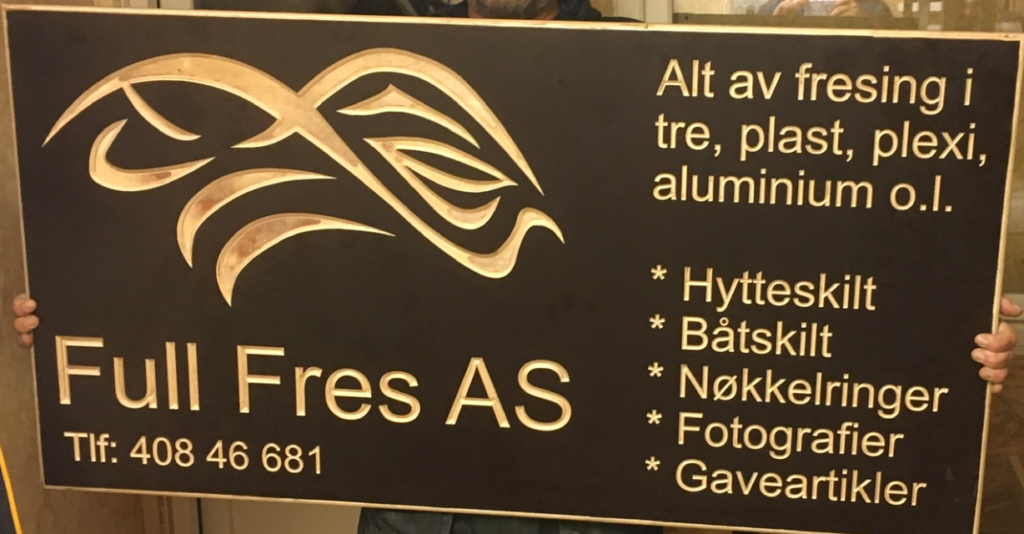 Full Fres AS
Tlf: 408 46 681
Alt av fresing i
tre, plast, plexi,
aluminium o.l.
* Hytteskilt
* Båtskilt
* Nøkkelringer
* Fotografier
* Gaveartikler